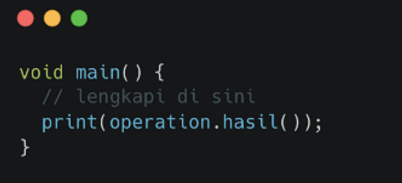 void main() {
  // lengkapi di sini
  print(operation.hasil());
}